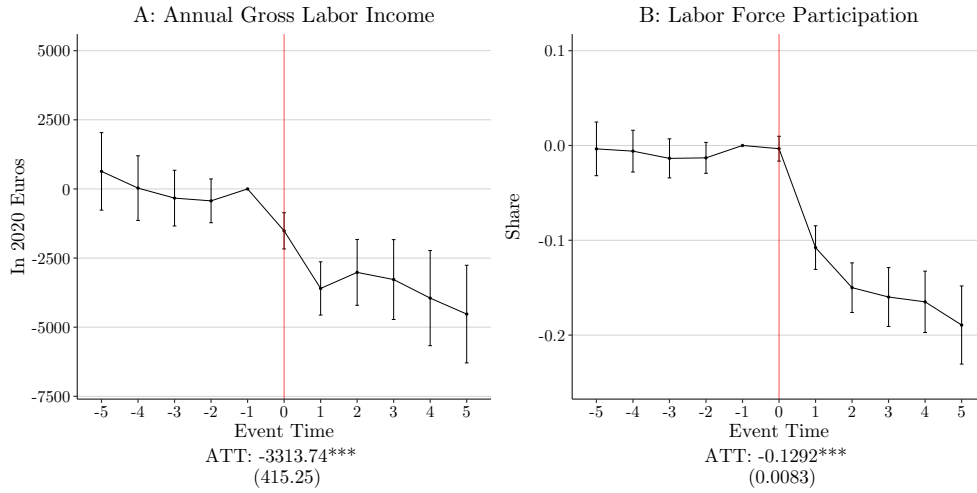 A: Annual Gross Labor Income
5000
2500
0
-2500
-5000
-7500
In 2020 Euros
-5 -4 -3 -2 -1 0 1 2 3 4 5
Event Time
ATT: -3313.74***
(415.25)
B: Labor Force Participation
0.1
0.0
-0.1
-0.2
Share
-5 -4 -3 -2 -1 0 1 2 3 4 5
Event Time
ATT: -0.1292***
(0.0083)